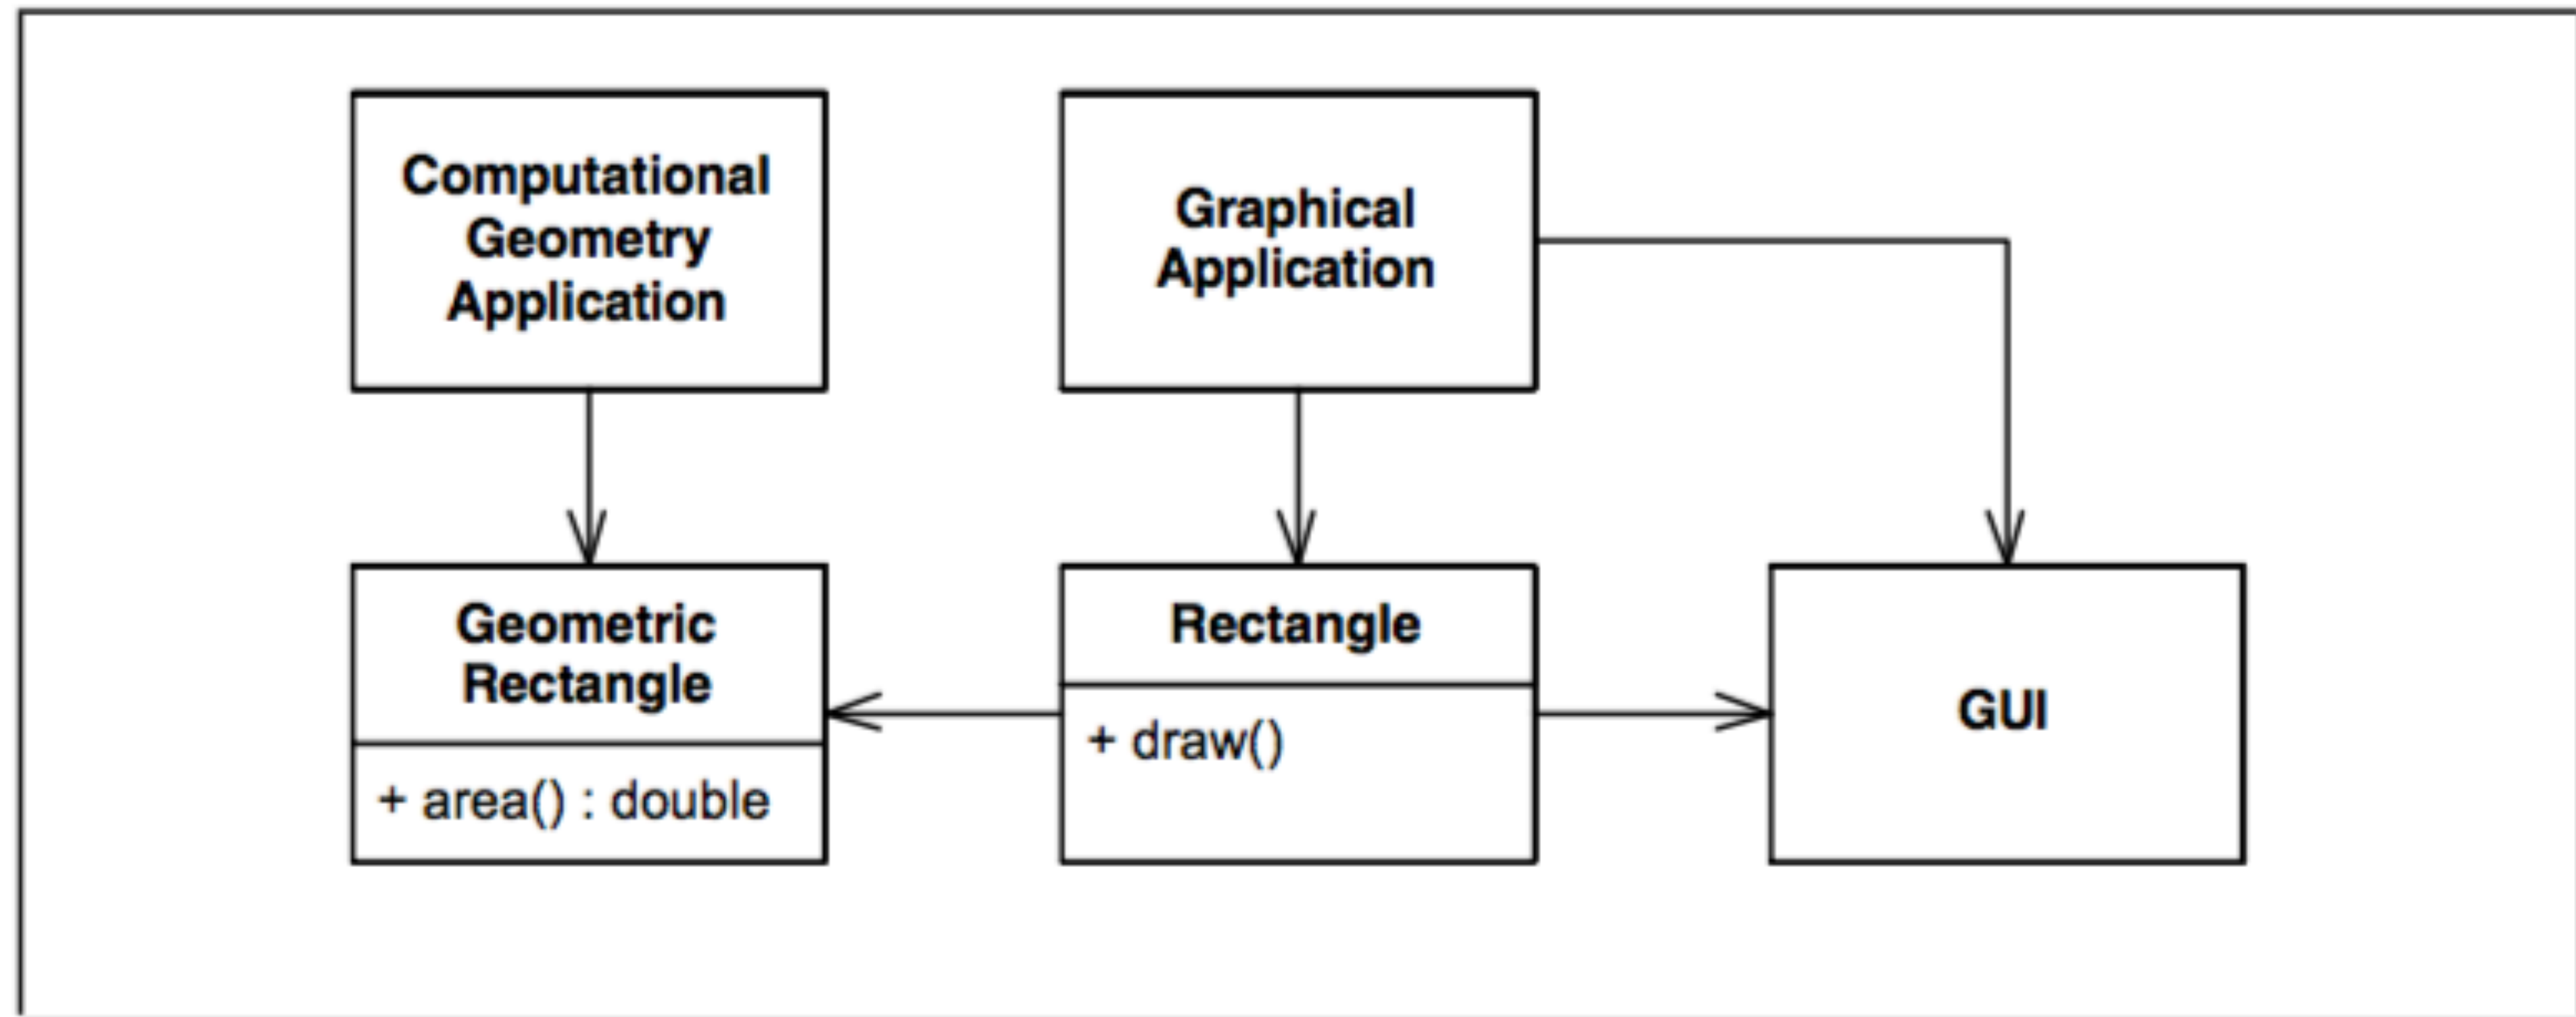 Computational
Geometry
Application
Graphical
Application
Geometric
Rectangle
+ area() : double
Rectangle
+ draw()
GUI